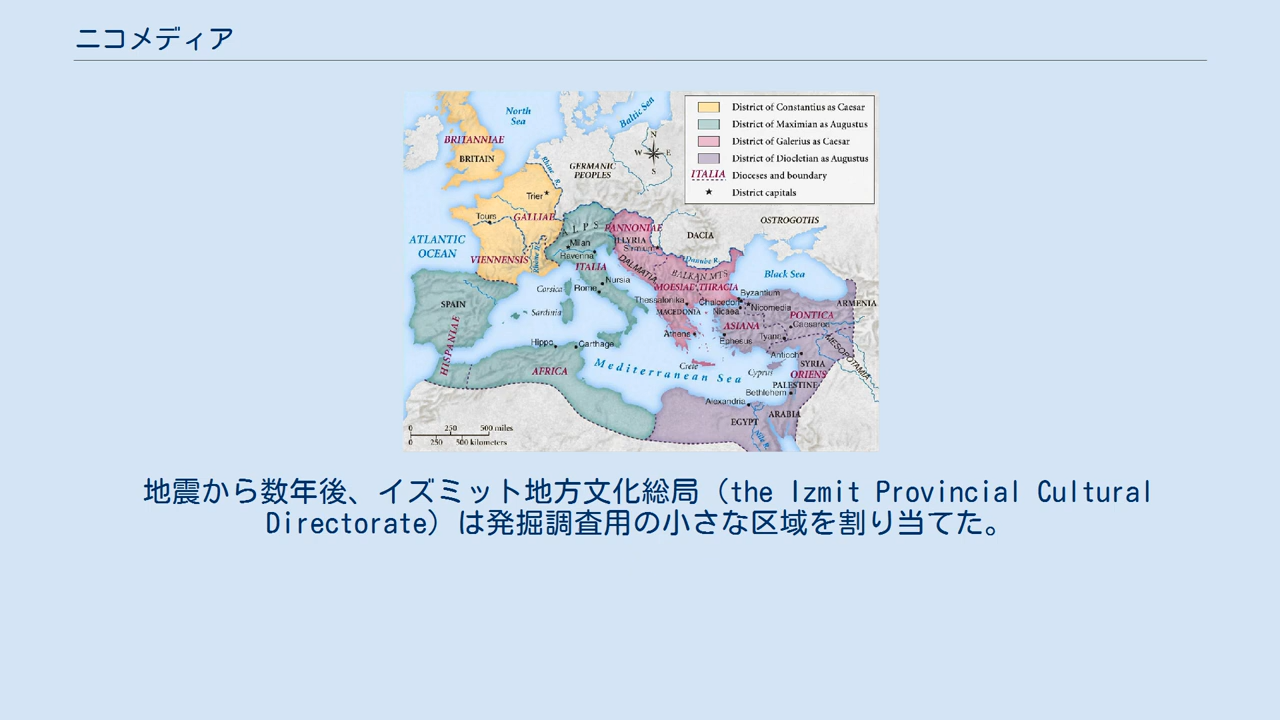 ニコメディア
North
Sea
Baltic Sea
District of Constantius as Caesar
District of Maximian as Augustus
District of Galerius as Caesar
District of Diocletian as Augustus
ITALIA Dioceses and boundary
District capitals
N
W E
S
BRITANNIAE
BRITAIN
GERMANIC
PEOPLES
Rhine R.
Trier
Tours
GALLIAE
ALPS
PANNONIAE
ILLYRIA
Sirmium
DACIA
OSTROGOTHS
ATLANTIC
OCEAN
VIENNENSIS
Rhône R.
Milan
Ravenna
ITALIA
DALMATIA
Danube R.
BALKAN MTS
Black Sea
SPAIN
HISPANIAE
Corsica
Rome
Nursia
MOESIAE
THRACIA
Byzantium
ARMENIA
Sardinia
Thessalonika
Chalcedon
Nicomedia
MACEDONIA
Nicaea
PONTICA
Caesarea
Athens
ASIANA
Ephesus
Tyana
Hippo
Carthage
Antioch
MESOPOTAMIA
AFRICA
Mediterranean Sea
Crete
Cyprus
SYRIA
ORIENS
PALESTINE
Bethlehem
Alexandria
ARABIA
EGYPT
Nile R.
0 250 500 miles
0 250 500 kilometers
地震から数年後、イズミット地方文化総局（the Izmit Provincial Cultural
Directorate）は発掘調査用の小さな区域を割り当てた。